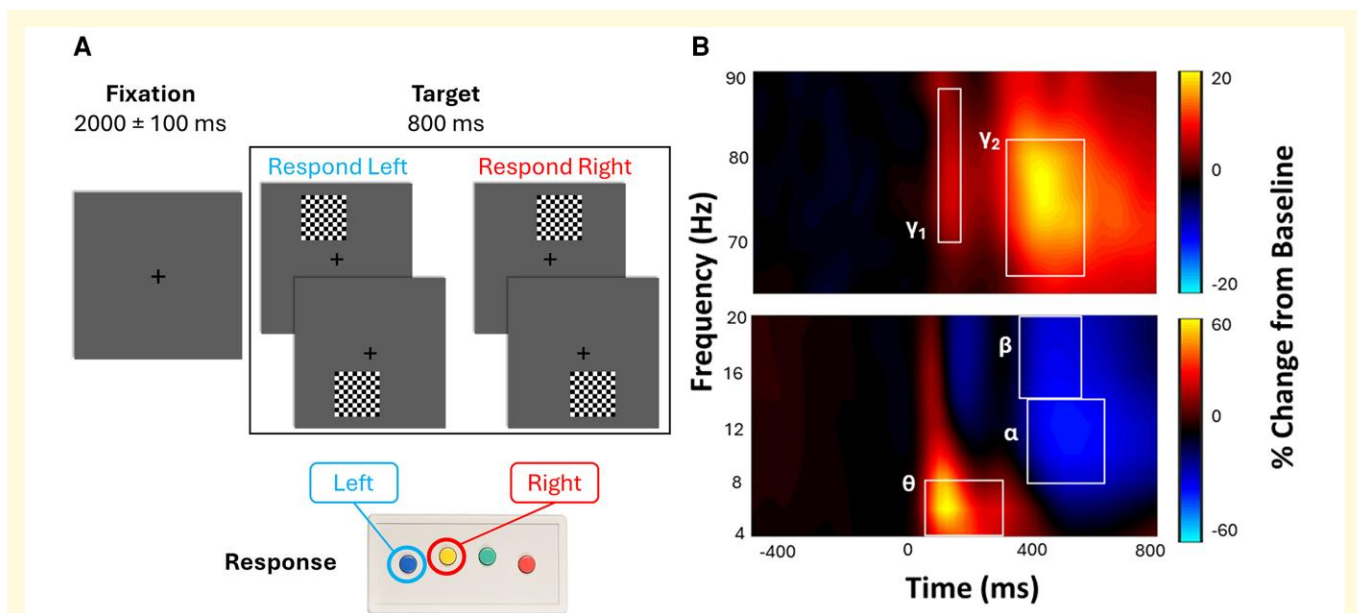 A
Fixation
2000 ± 100 ms
Target
800 ms
Respond Left
Respond Right
Left
Right
Response
B
Frequency (Hz)
90
80
70
γ₁
γ₂
20
0
-20
20
16
12
8
4
β
α
θ
60
0
-60
% Change from Baseline
-400
0
400
800
Time (ms)